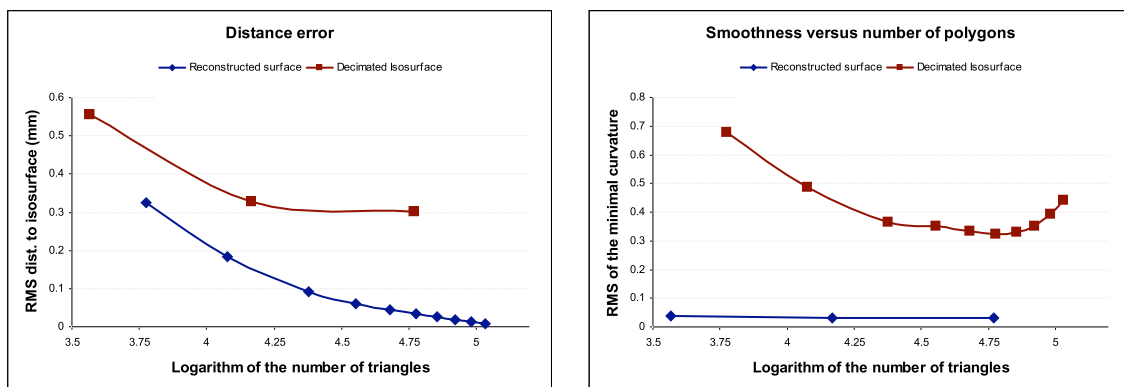 Distance error
Reconstructed surface Decimated Isosurface
RMS dist. to isosurface (mm)
0.6
0.5
0.4
0.3
0.2
0.1
0
3.5 3.75 4 4.25 4.5 4.75 5
Logarithm of the number of triangles
Smoothness versus number of polygons
Reconstructed surface Decimated Isosurface
RMS of the minimal curvature
0.8
0.7
0.6
0.5
0.4
0.3
0.2
0.1
0
3.5 3.75 4 4.25 4.5 4.75 5
Logarithm of the number of triangles